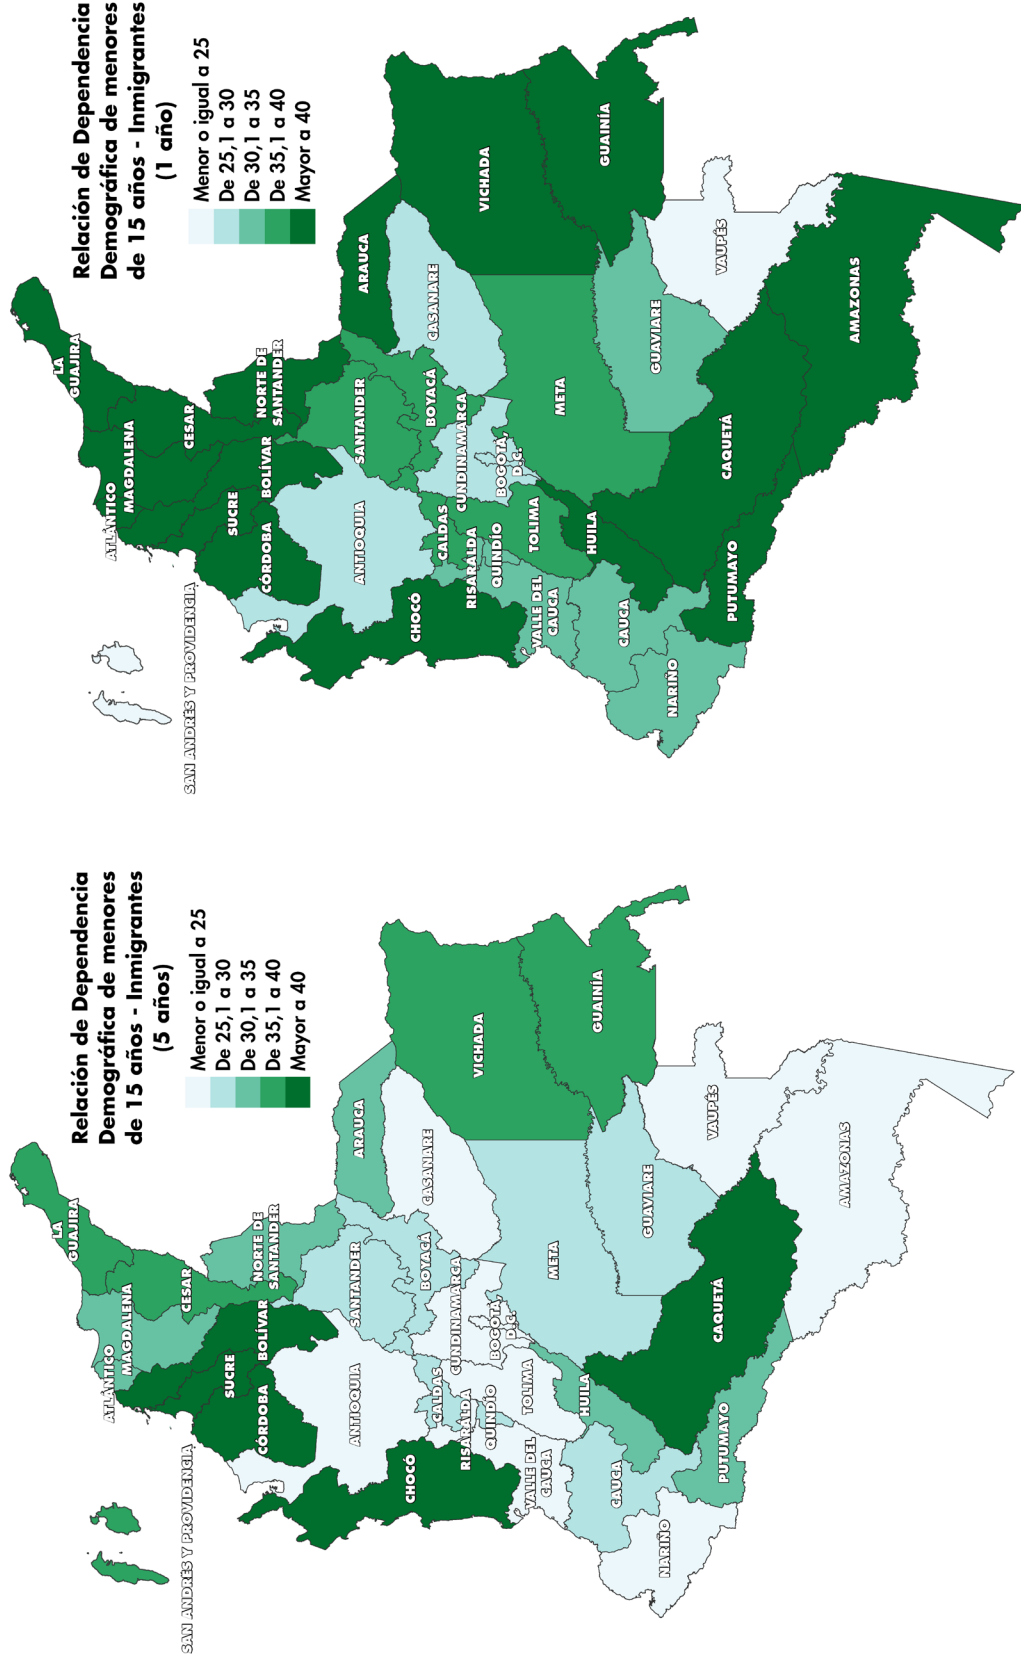 Relación de Dependencia
Demográfica de menores
de 15 años - Inmigrantes
(5 años)
Menor o igual a 25
De 25,1 a 30
De 30,1 a 35
De 35,1 a 40
Mayor a 40
LA
GUAJIRA
ATLÁNTICO
MAGDALENA
CESAR
SAN ANDRÉS Y PROVIDENCIA
SUCRE
BOLÍVAR
NORTE DE
SANTANDER
CÓRDOBA
ANTIOQUIA
SANTANDER
ARAUCA
CHOCÓ
CALDAS
BOYACÁ
CASANARE
RISARALDA
CUNDINAMARCA
VICHADA
QUINDÍO
BOGOTÁ,
D.C.
VALLE DEL
CAUCA
TOLIMA
META
HUILA
GUAINÍA
CAUCA
GUAVIARE
NARIÑO
PUTUMAYO
CAQUETÁ
VAUPÉS
AMAZONAS
Relación de Dependencia
Demográfica de menores
de 15 años - Inmigrantes
(1 año)
Menor o igual a 25
De 25,1 a 30
De 30,1 a 35
De 35,1 a 40
Mayor a 40
LA
GUAJIRA
ATLÁNTICO
MAGDALENA
CESAR
SAN ANDRÉS Y PROVIDENCIA
SUCRE
BOLÍVAR
NORTE DE
SANTANDER
CÓRDOBA
ANTIOQUIA
SANTANDER
ARAUCA
CHOCÓ
CALDAS
BOYACÁ
CASANARE
RISARALDA
CUNDINAMARCA
VICHADA
QUINDÍO
BOGOTÁ,
D.C.
VALLE DEL
CAUCA
TOLIMA
META
HUILA
GUAINÍA
CAUCA
GUAVIARE
NARIÑO
PUTUMAYO
CAQUETÁ
VAUPÉS
AMAZONAS